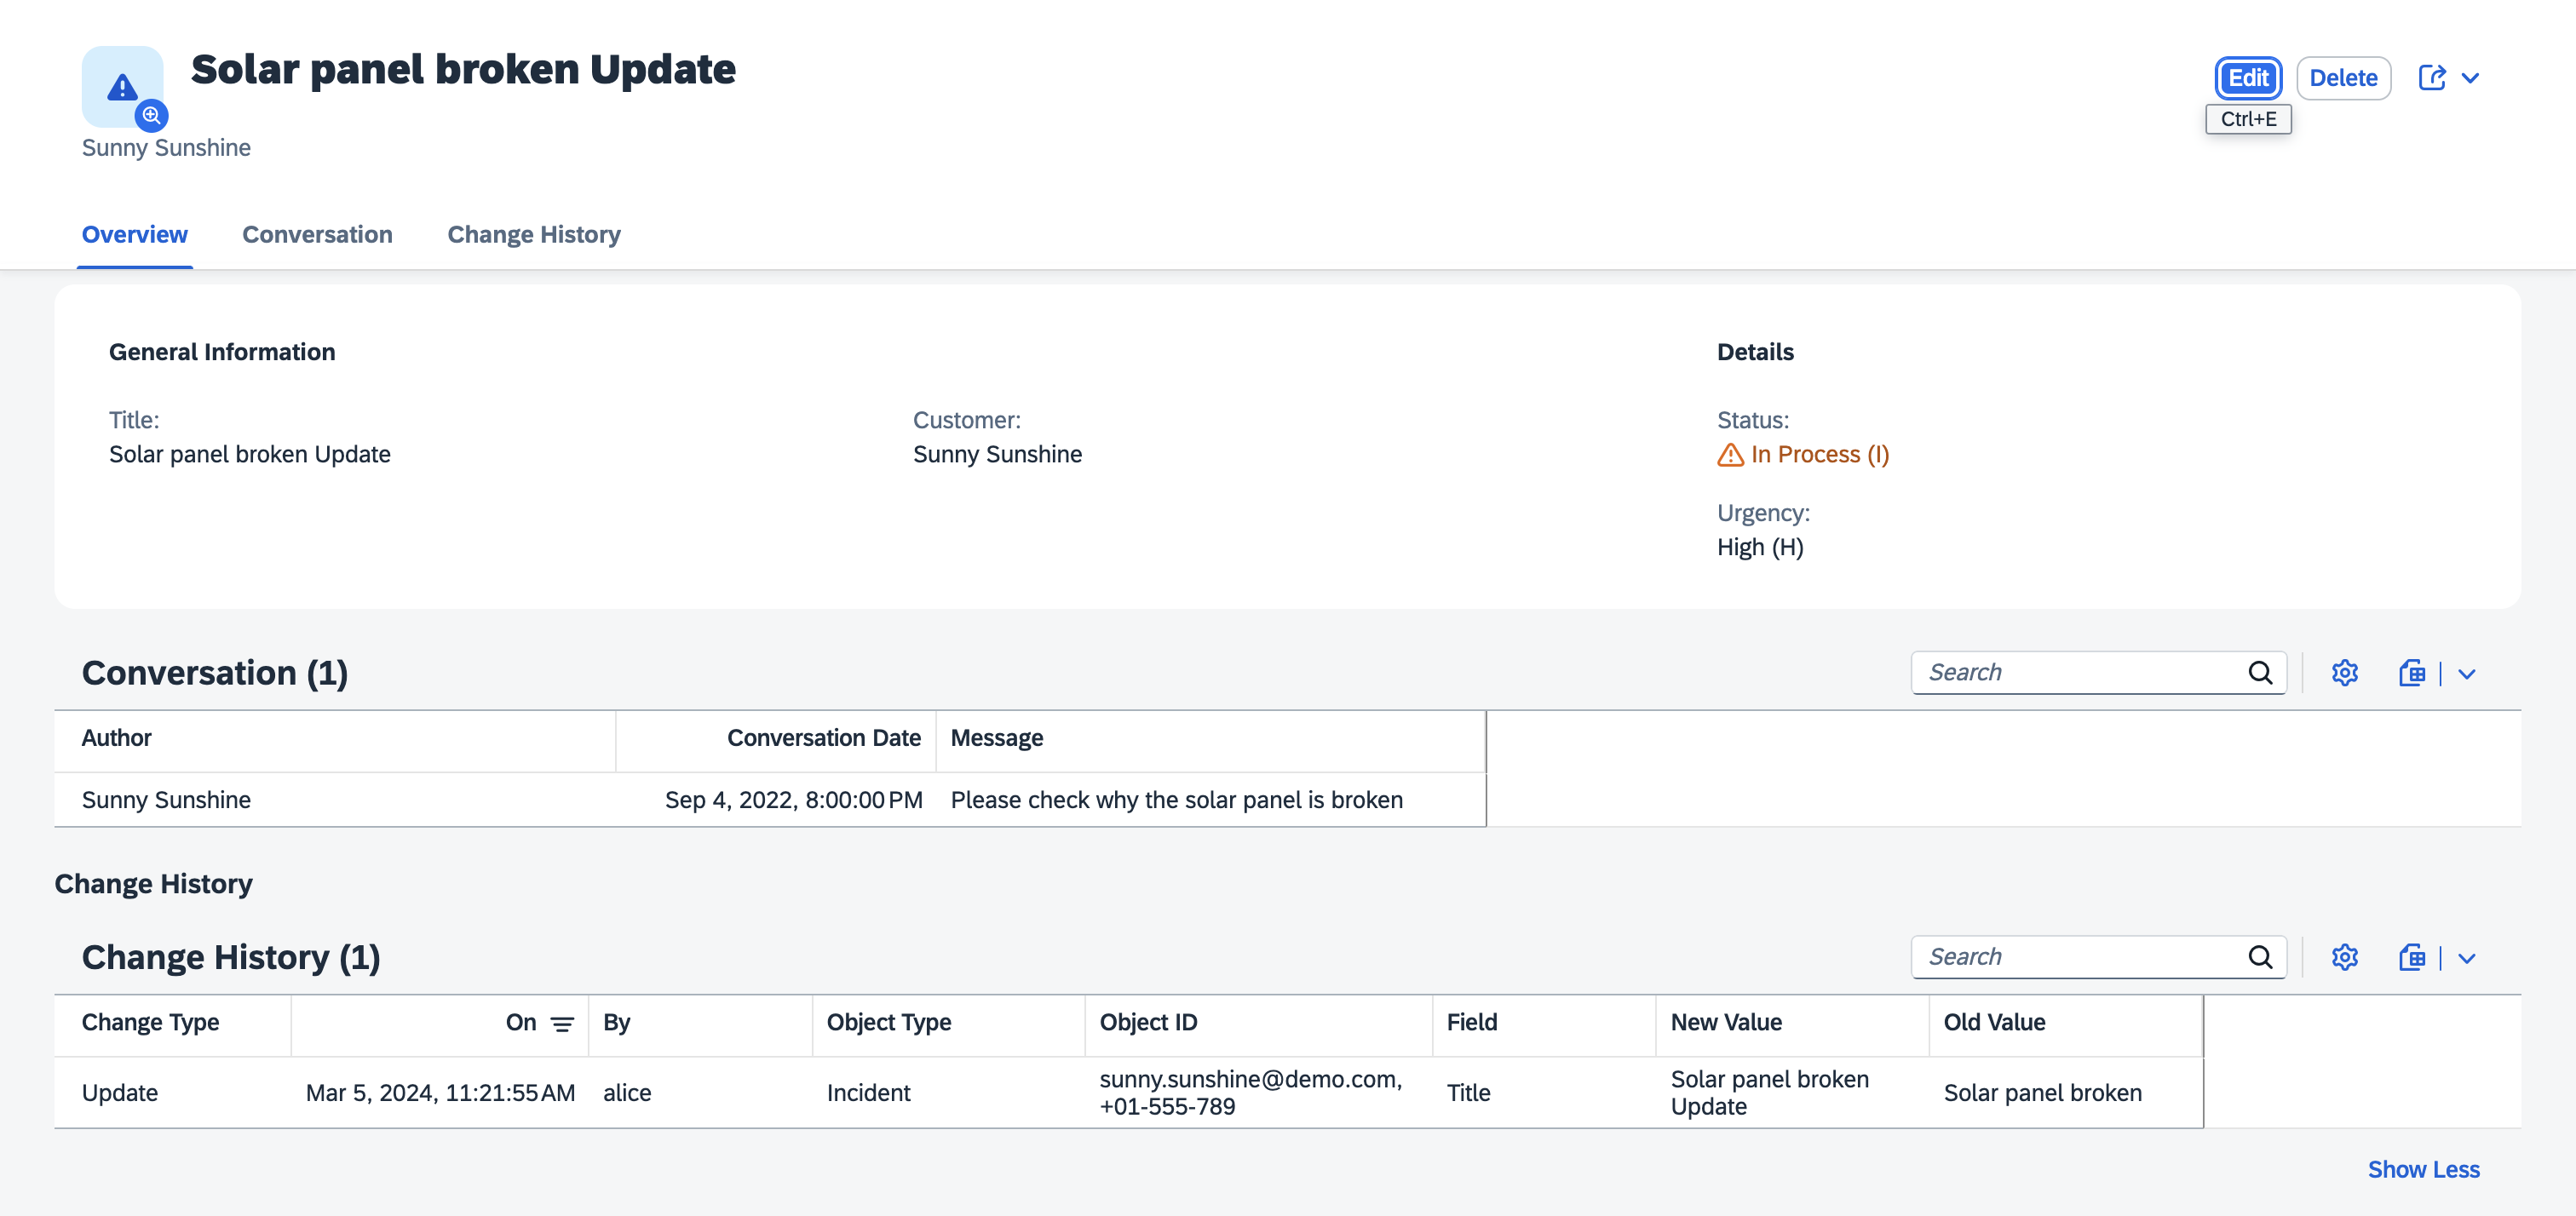 Solar panel broken Update
Edit
Delete
Ctrl+E
Sunny Sunshine
Overview
Conversation
Change History
General Information
Details
Title:
Customer:
Status:
Solar panel broken Update
Sunny Sunshine
In Process (I)
Urgency:
High (H)
Conversation (1)
Search
Author
Conversation Date
Message
Sunny Sunshine
Sep 4, 2022, 8:00:00 PM
Please check why the solar panel is broken
Change History
Change History (1)
Search
Change Type
On
By
Object Type
Object ID
Field
New Value
Old Value
Update
Mar 5, 2024, 11:21:55 AM
alice
Incident
sunny.sunshine@demo.com,
+01-555-789
Title
Solar panel broken
Update
Solar panel broken
Show Less